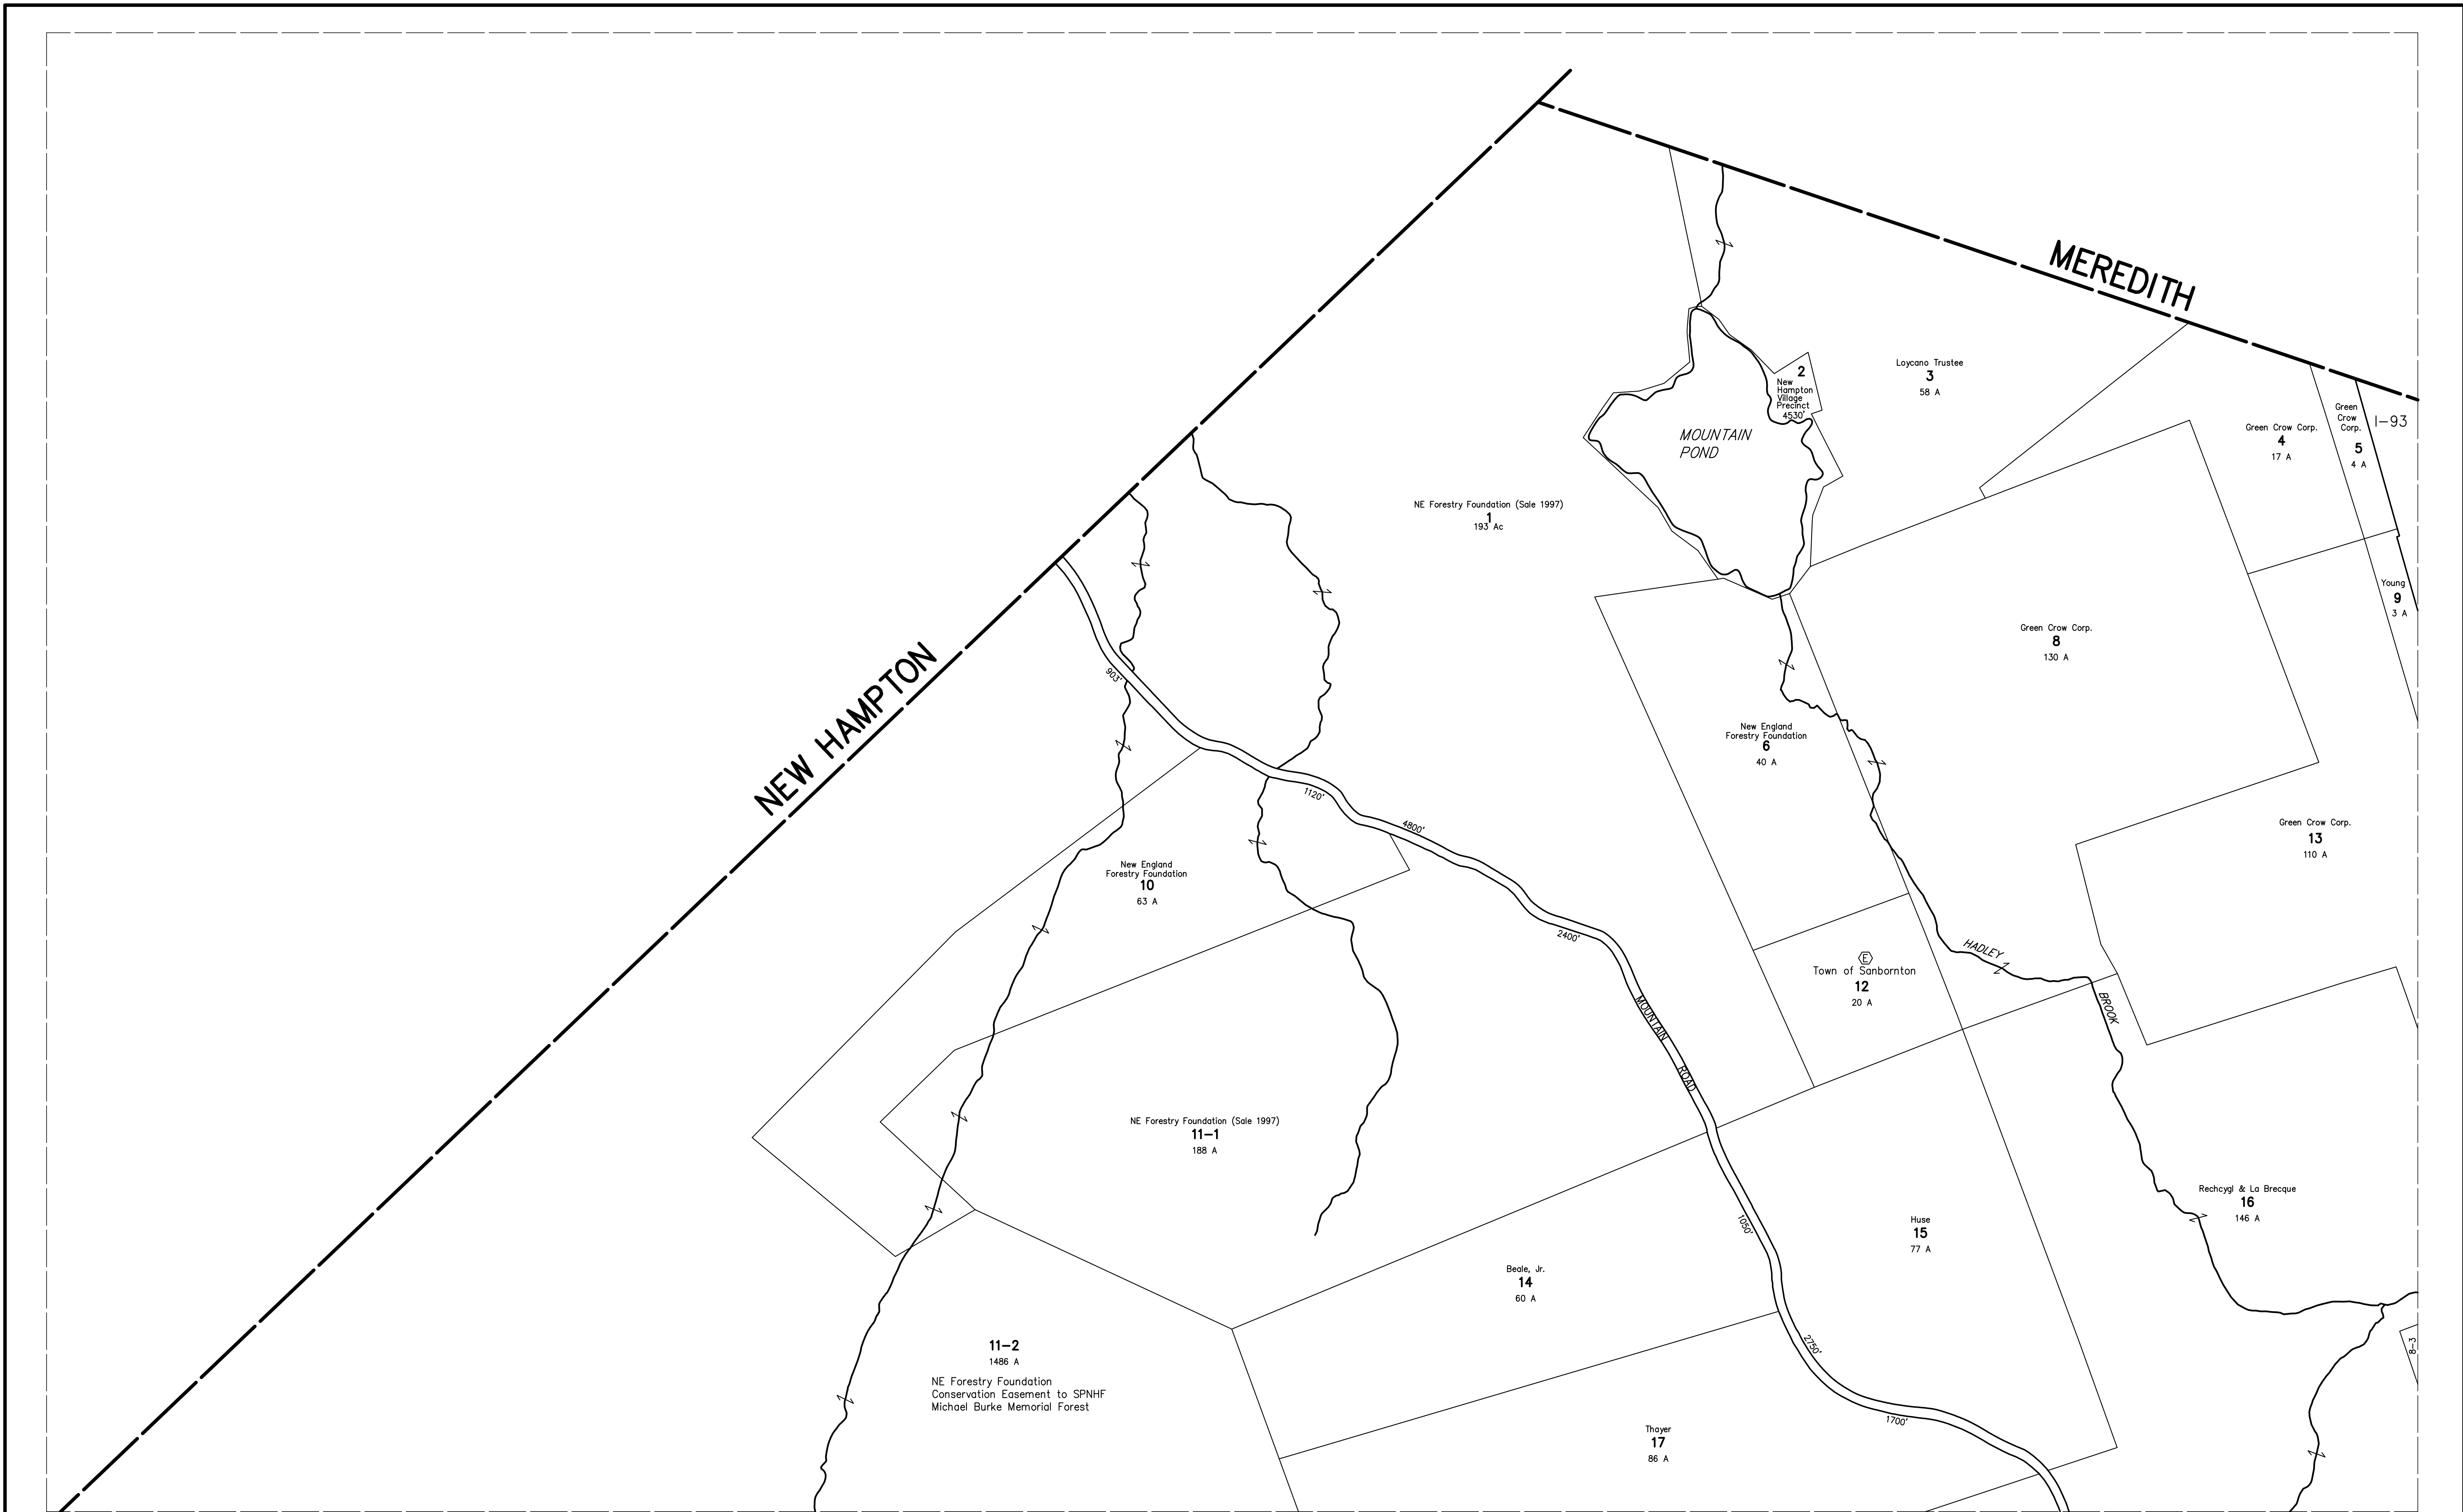 MEREDITH
NEW HAMPTON
Loycano Trustee
3
58 A
2
New
Hampton
Village
Precinct
4530'
MOUNTAIN
POND
Green Crow Corp.
4
17 A
Green
Crow
Corp.
5
4 A
I-93
NE Forestry Foundation (Sale 1997)
1
193 Ac
Young
9
3 A
Green Crow Corp.
8
130 A
903'
New England
Forestry Foundation
6
40 A
1120'
4800'
Green Crow Corp.
13
110 A
New England
Forestry Foundation
10
63 A
2400'
HADLEY
BROOK
E
Town of Sanbornton
12
20 A
MOUNTAIN
ROAD
NE Forestry Foundation (Sale 1997)
11-1
188 A
Rechcygl & La Brecque
16
146 A
1050'
Huse
15
77 A
Beale, Jr.
14
60 A
2750'
8-3
11-2
1486 A
NE Forestry Foundation
Conservation Easement to SPNHF
Michael Burke Memorial Forest
1700'
Thayer
17
86 A